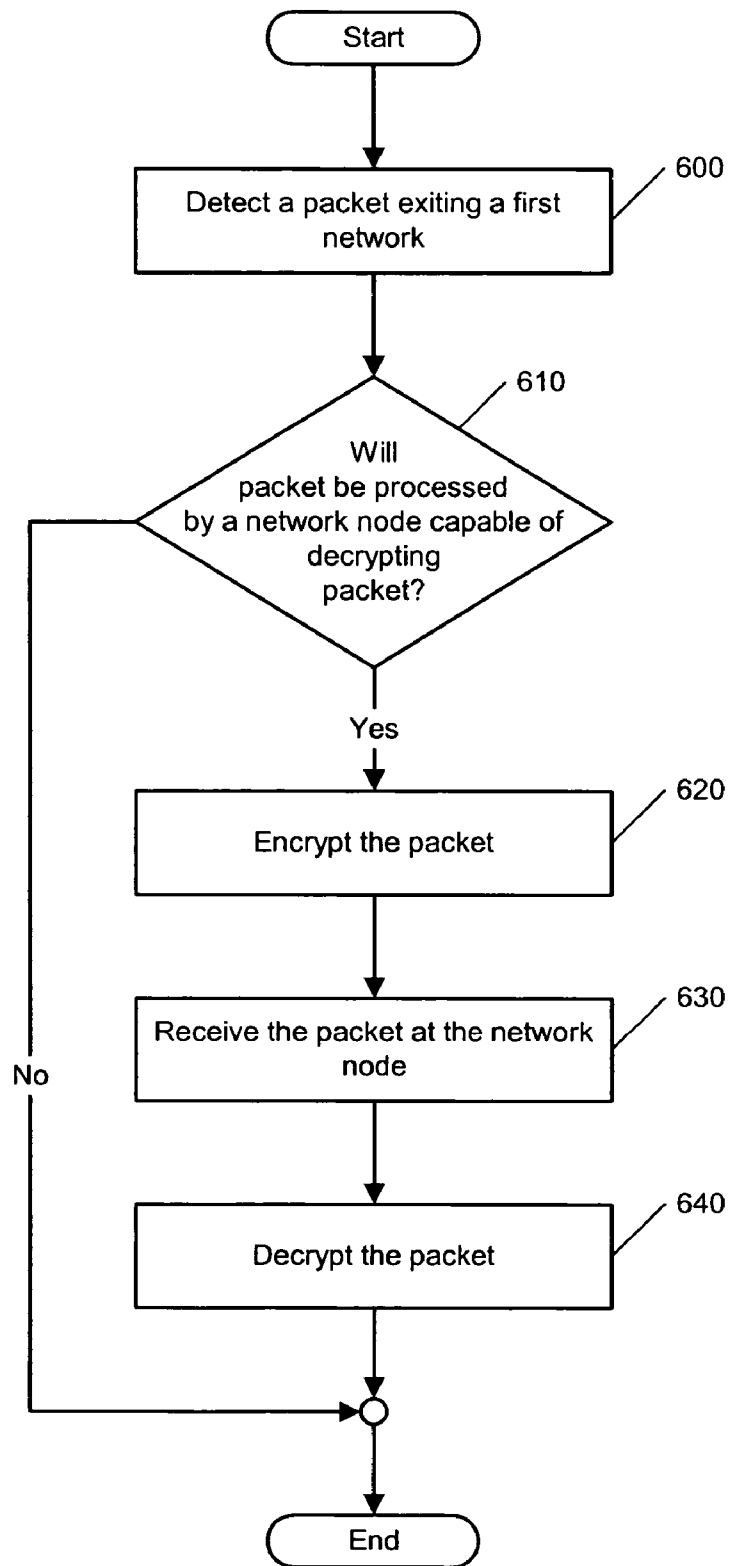 Start
600
Detect a packet exiting a first
network
610
Will
packet be processed
by a network node capable of
decrypting
packet?
Yes
620
Encrypt the packet
630
Receive the packet at the network
node
No
640
Decrypt the packet
End